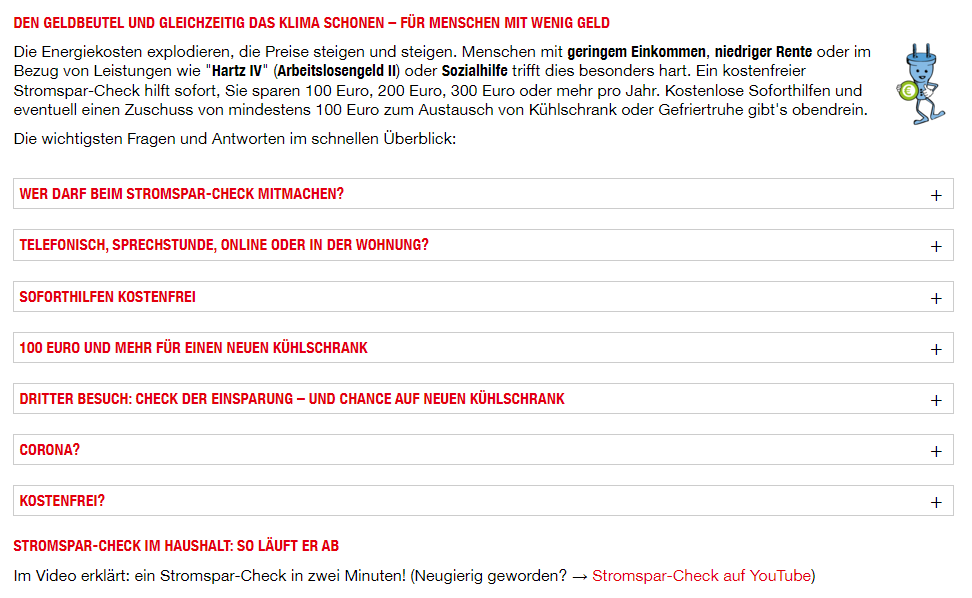 DEN GELDBEUTEL UND GLEICHZEITIG DAS KLIMA SCHONEN – FÜR MENSCHEN MIT WENIG GELD
Die Energiekosten explodieren, die Preise steigen und steigen. Menschen mit geringem Einkommen, niedriger Rente oder im
Bezug von Leistungen wie "Hartz IV" (Arbeitslosengeld II) oder Sozialhilfe trifft dies besonders hart. Ein kostenfreier
Stromspar-Check hilft sofort, Sie sparen 100 Euro, 200 Euro, 300 Euro oder mehr pro Jahr. Kostenlose Soforthilfen und
eventuell einen Zuschuss von mindestens 100 Euro zum Austausch von Kühlschrank oder Gefriertruhe gibt's obendrein.
Die wichtigsten Fragen und Antworten im schnellen Überblick:
WER DARF BEIM STROMSPAR-CHECK MITMACHEN? +
TELEFONISCH, SPRECHSTUNDE, ONLINE ODER IN DER WOHNUNG? +
SOFORTHILFEN KOSTENFREI +
100 EURO UND MEHR FÜR EINEN NEUEN KÜHLSCHRANK +
DRITTER BESUCH: CHECK DER EINSPARUNG – UND CHANCE AUF NEUEN KÜHLSCHRANK +
CORONA? +
KOSTENFREI? +
STROMSPAR-CHECK IM HAUSHALT: SO LÄUFT ER AB
Im Video erklärt: ein Stromspar-Check in zwei Minuten! (Neugierig geworden? → Stromspar-Check auf YouTube)